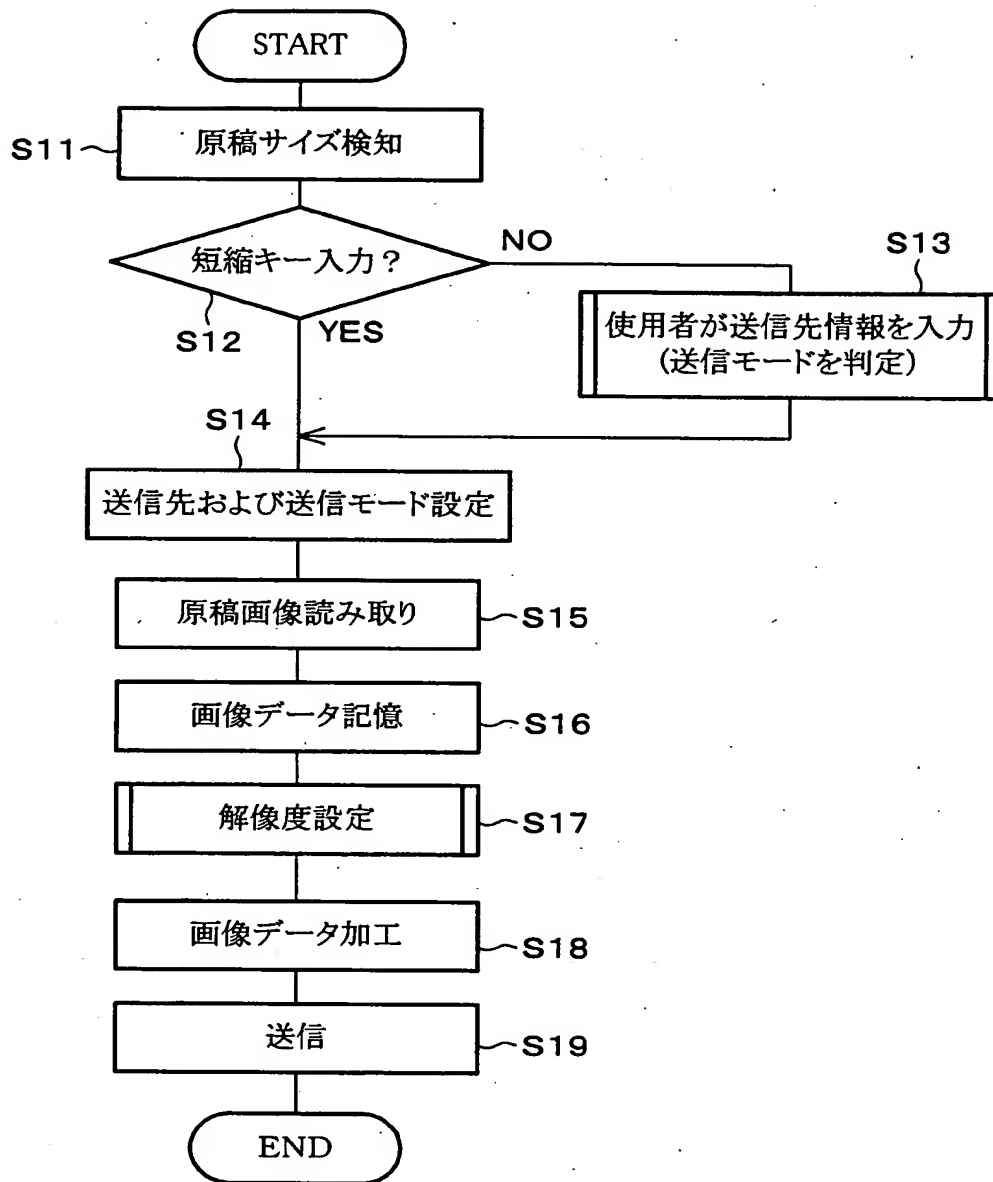 START
S11
原稿サイズ検知
短縮キー入力?
NO
S13
S12
YES
使用者が送信先情報を入力
(送信モードを判定)
S14
送信先および送信モード設定
原稿画像読み取り
S15
画像データ記憶
S16
解像度設定
S17
画像データ加工
S18
送信
S19
END